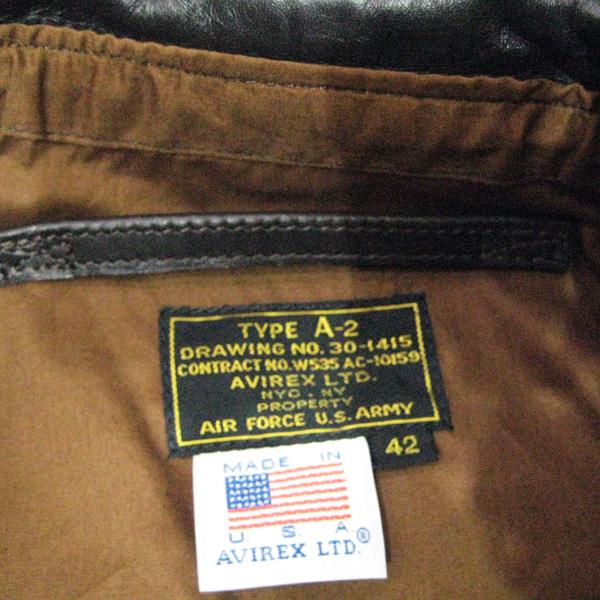 TYPE A-2
DRAWING NO. 30-1415
CONTRACT NO. W535 AC-10159
AVIREX LTD.
NYC . NY
PROPERTY
AIR FORCE U.S. ARMY
42
MADE IN
U. S. A.
AVIREX LTD.®